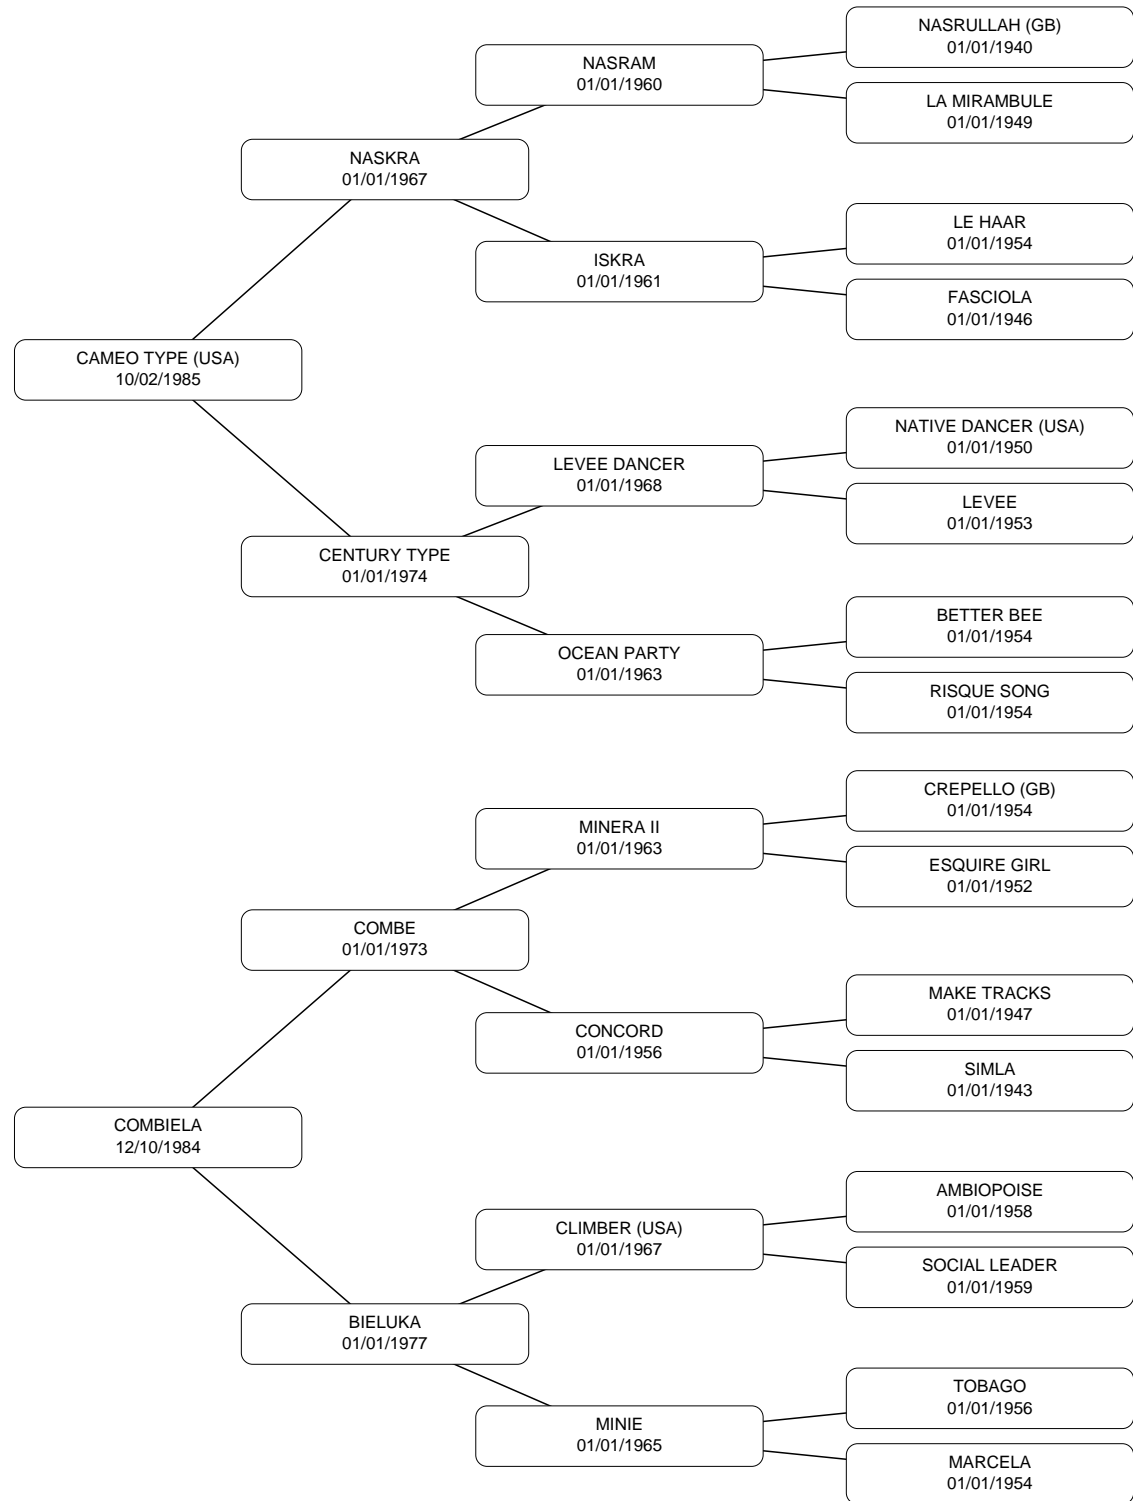 NASRULLAH (GB)
01/01/1940
NASRAM
01/01/1960
LA MIRAMBULE
01/01/1949
NASKRA
01/01/1967
LE HAAR
01/01/1954
ISKRA
01/01/1961
FASCIOLA
01/01/1946
CAMEO TYPE (USA)
10/02/1985
NATIVE DANCER (USA)
01/01/1950
LEVEE DANCER
01/01/1968
LEVEE
01/01/1953
CENTURY TYPE
01/01/1974
BETTER BEE
01/01/1954
OCEAN PARTY
01/01/1963
RISQUE SONG
01/01/1954
CREPELLO (GB)
01/01/1954
MINERA II
01/01/1963
ESQUIRE GIRL
01/01/1952
COMBE
01/01/1973
MAKE TRACKS
01/01/1947
CONCORD
01/01/1956
SIMLA
01/01/1943
COMBIELA
12/10/1984
AMBIOPOISE
01/01/1958
CLIMBER (USA)
01/01/1967
SOCIAL LEADER
01/01/1959
BIELUKA
01/01/1977
TOBAGO
01/01/1956
MINIE
01/01/1965
MARCELA
01/01/1954